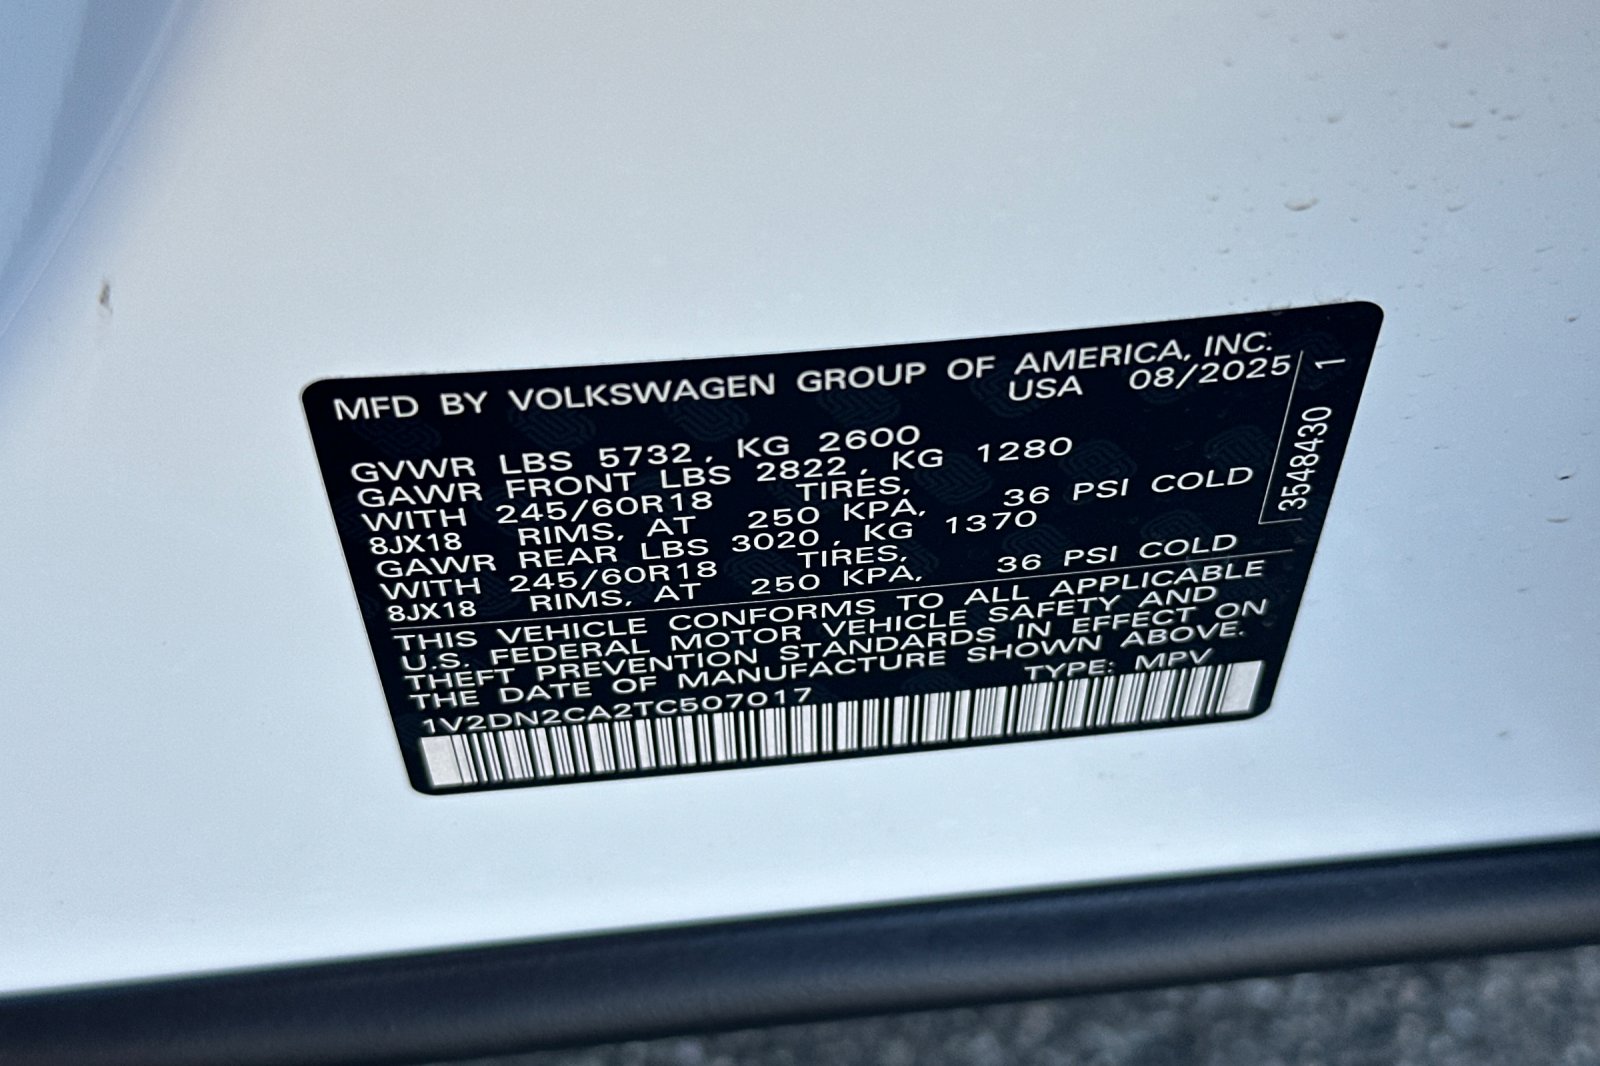 MFD BY VOLKSWAGEN GROUP OF AMERICA, INC.
USA 08/2025
GVWR LBS 5732, KG 2600
GAWR FRONT LBS 2822, KG 1280
WITH 245/60R18 TIRES,
8JX18 RIMS, AT 250 KPA, 36 PSI COLD
GAWR REAR LBS 3020, KG 1370
WITH 245/60R18 TIRES,
8JX18 RIMS, AT 250 KPA, 36 PSI COLD
THIS VEHICLE CONFORMS TO ALL APPLICABLE
U.S. FEDERAL MOTOR VEHICLE SAFETY AND
THEFT PREVENTION STANDARDS IN EFFECT ON
THE DATE OF MANUFACTURE SHOWN ABOVE.
1V2DN2CA2TC507017 TYPE: MPV
35484430 1